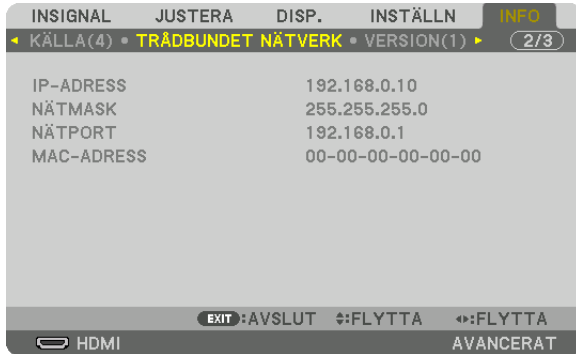 INSIGNAL JUSTERA DISP. INSTÄLLN INFO
KÄLLA(4) • TRÅDBUNDET NÄTVERK • VERSION(1) 2/3
IP-ADRESS 192.168.0.10
NÄTMASK 255.255.255.0
NÄTPORT 192.168.0.1
MAC-ADRESS 00-00-00-00-00-00
EXIT:AVSLUT :FLYTTA :FLYTTA
HDMI AVANCERAT